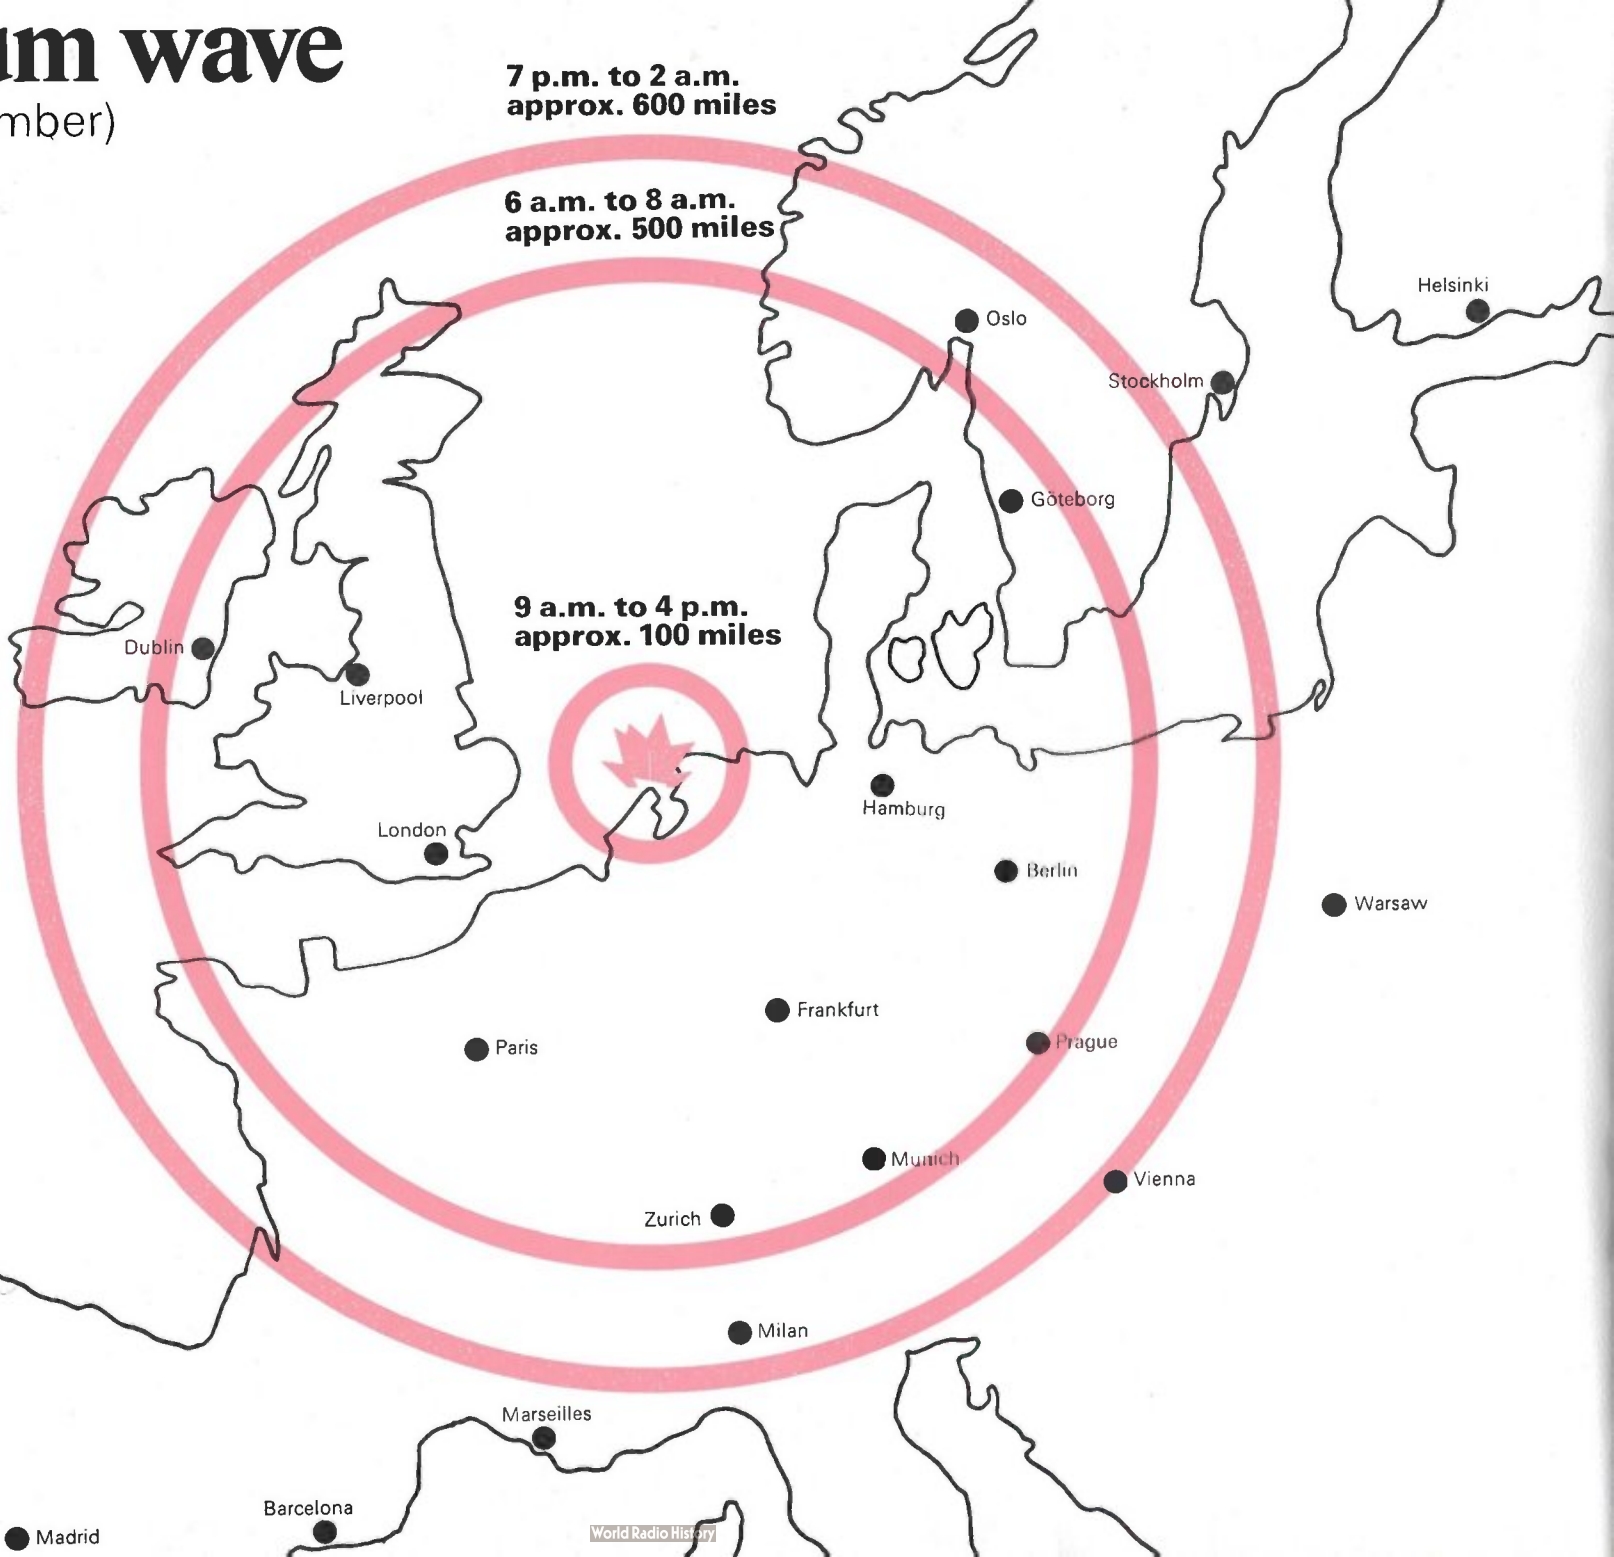 um wave
mber)
7 p.m. to 2 a.m.
approx. 600 miles
6 a.m. to 8 a.m.
approx. 500 miles
Helsinki
Oslo
Stockholm
Göteborg
9 a.m. to 4 p.m.
approx. 100 miles
Dublin
Liverpool
Hamburg
London
Berlin
Warsaw
Frankfurt
Paris
Prague
Munich
Vienna
Zurich
Milan
Marseilles
Barcelona
Madrid
World Radio History